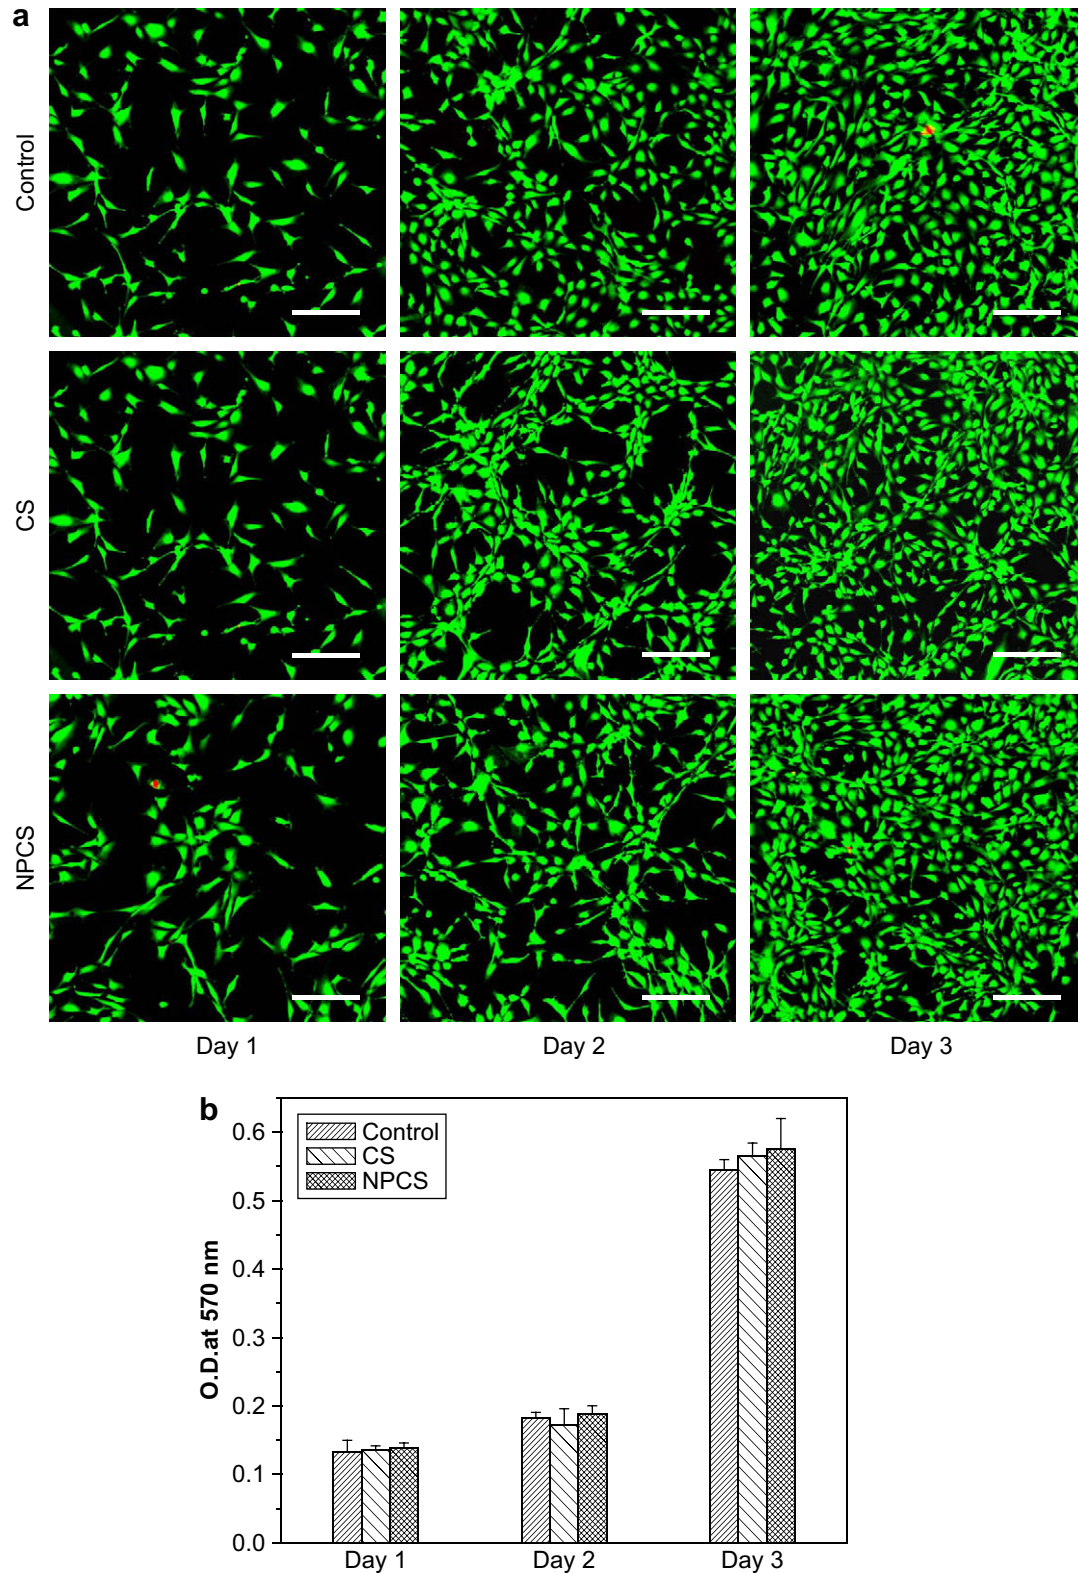 a
Control
CS
NPCS
Day 1
Day 2
Day 3
b
Control
CS
NPCS
O.D.at 570 nm
0.6
0.5
0.4
0.3
0.2
0.1
0.0
Day 1
Day 2
Day 3